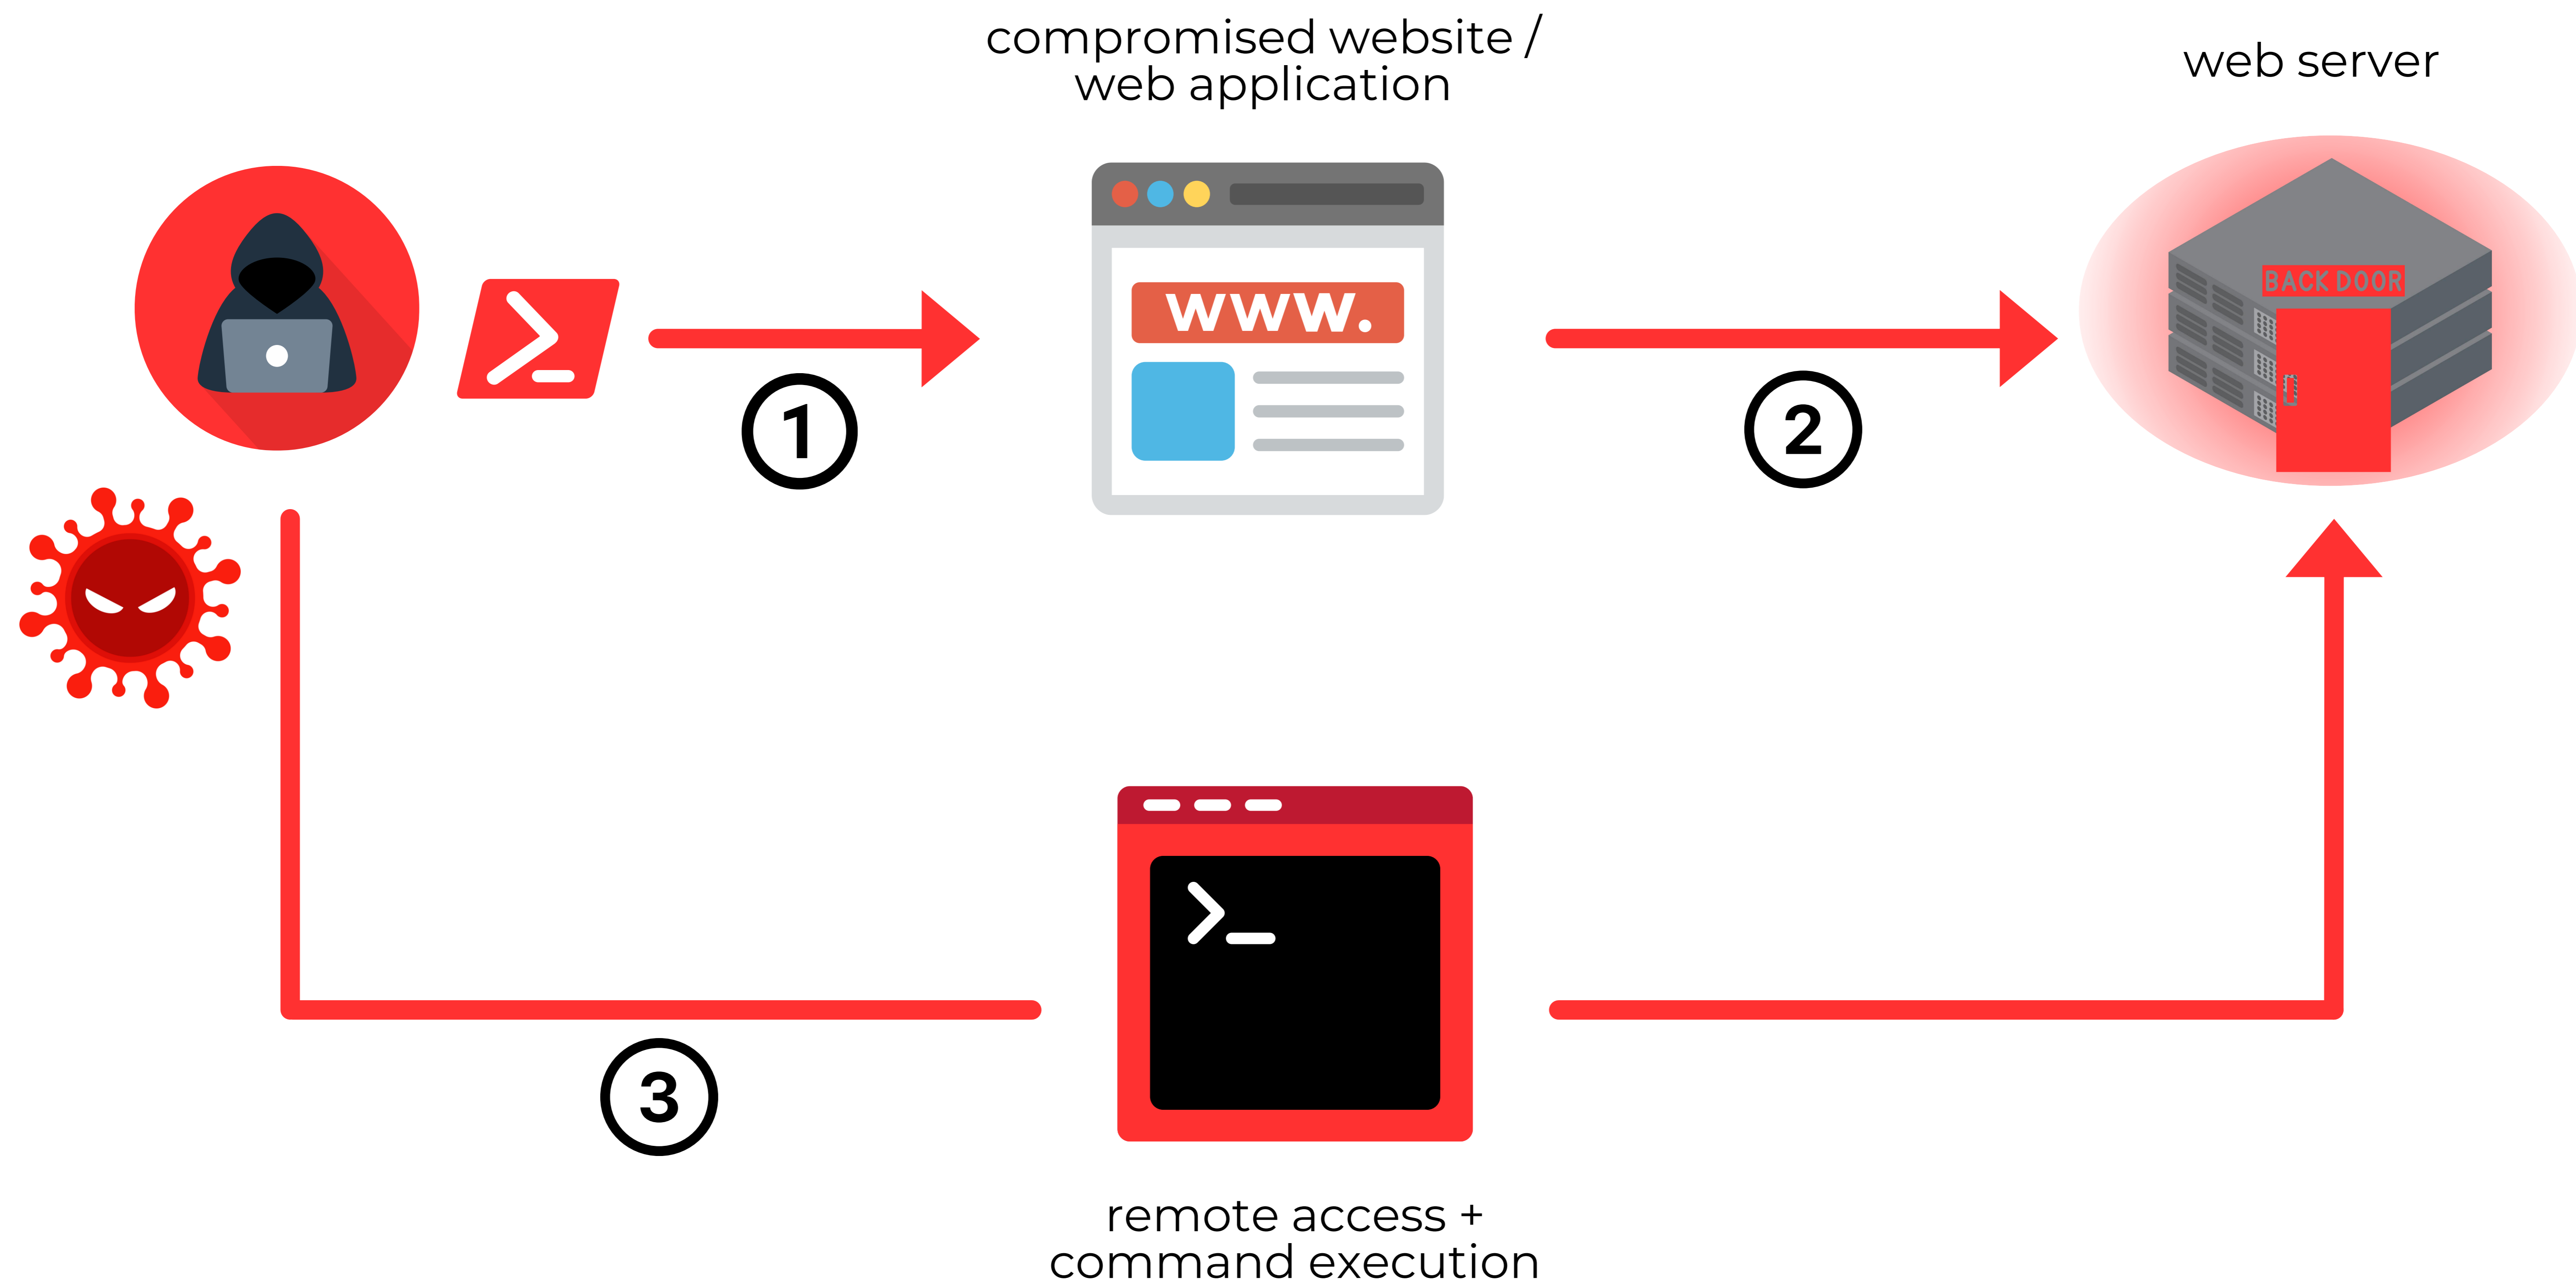 compromised website /
web application
web server
BACK DOOR
www.
1
2
3
remote access +
command execution